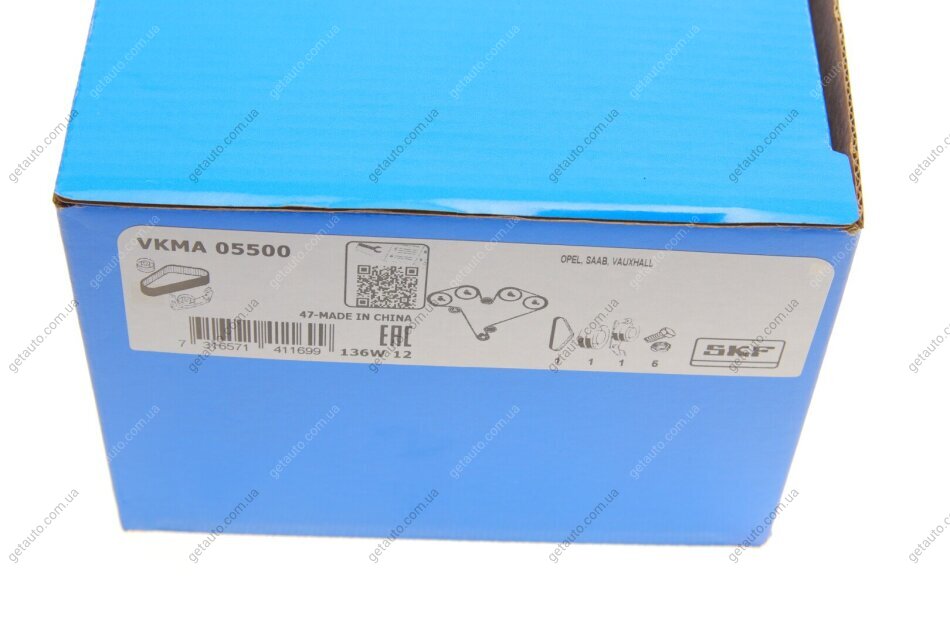 VKMA 05500
OPEL, SAAB, VAUXHALL
47-MADE IN CHINA
EAC
7 316571 411699
136W 12
1 1 1 6
SKF
getauto.com.ua